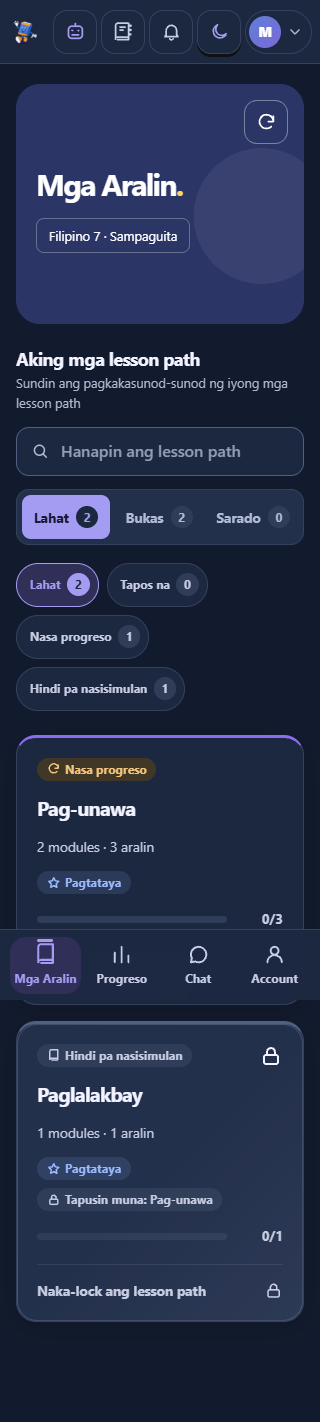 M
Mga Aralin.
Filipino 7 · Sampaguita
Aking mga lesson path
Sundin ang pagkakasunod-sunod ng iyong mga
lesson path
Hanapin ang lesson path
Lahat 2 Bukas 2 Sarado 0
Lahat 2 Tapos na 0
Nasa progreso 1
Hindi pa nasisimulan 1
Nasa progreso
Pag-unawa
2 modules · 3 aralin
Pagtataya
0/3
Mga Aralin Progreso Chat Account
Hindi pa nasisimulan
Paglalakbay
1 modules · 1 aralin
Pagtataya
Tapusin muna: Pag-unawa
0/1
Naka-lock ang lesson path